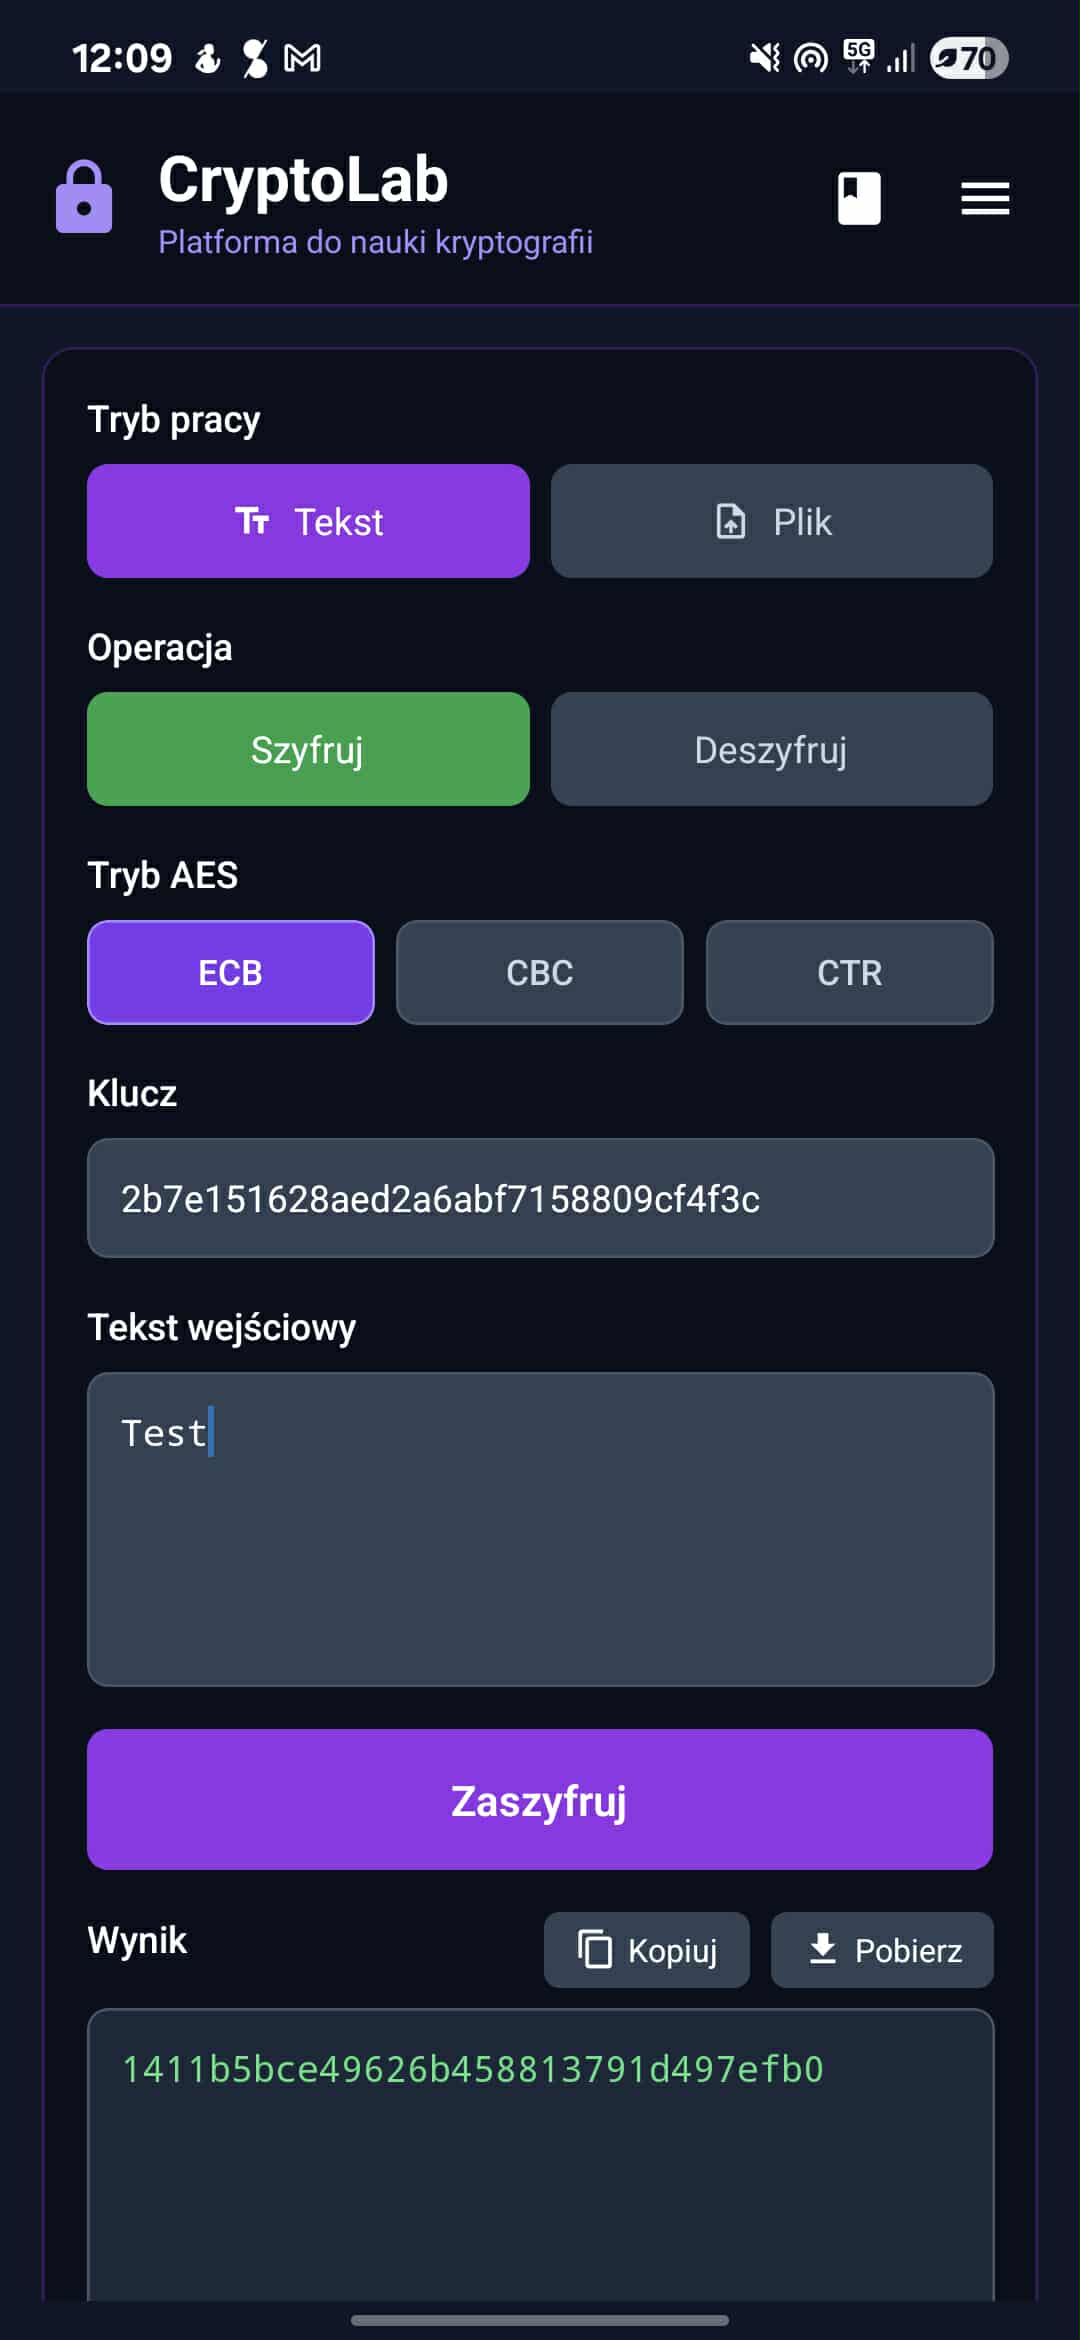 12:09
5G
70
CryptoLab
Platforma do nauki kryptografii
Tryb pracy
Tekst
Plik
Operacja
Szyfruj
Deszyfruj
Tryb AES
ECB
CBC
CTR
Klucz
2b7e151628aed2a6abf7158809cf4f3c
Tekst wejściowy
Test
Zaszyfruj
Wynik
Kopiuj
Pobierz
1411b5bce49626b458813791d497efb0